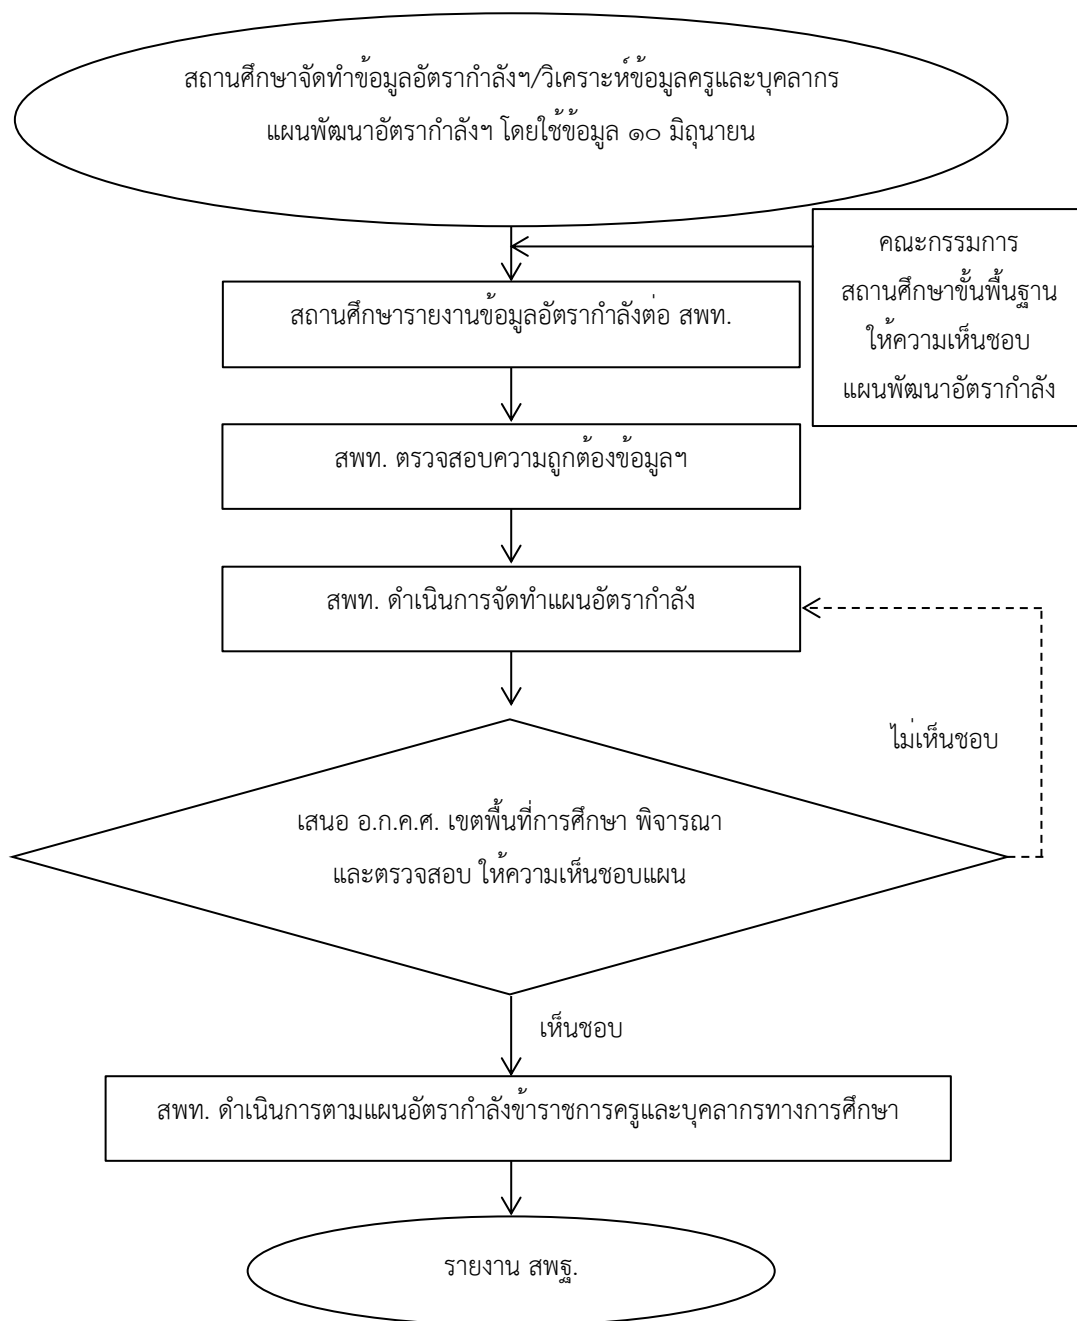 สถานศึกษาจัดทำข้อมูลอัตรากำลังฯ/วิเคราะห์ข้อมูลครูและบุคลากร
แผนพัฒนาอัตรากำลังฯ โดยใช้ข้อมูล ๑๐ มิถุนายน
คณะกรรมการ
สถานศึกษาขั้นพื้นฐาน
ให้ความเห็นชอบ
แผนพัฒนาอัตรากำลัง
สถานศึกษารายงานข้อมูลอัตรากำลังต่อ สพท.
สพท. ตรวจสอบความถูกต้องข้อมูลฯ
สพท. ดำเนินการจัดทำแผนอัตรากำลัง
ไม่เห็นชอบ
เสนอ อ.ก.ค.ศ. เขตพื้นที่การศึกษา พิจารณา
และตรวจสอบ ให้ความเห็นชอบแผน
เห็นชอบ
สพท. ดำเนินการตามแผนอัตรากำลังข้าราชการครูและบุคลากรทางการศึกษา
รายงาน สพฐ.